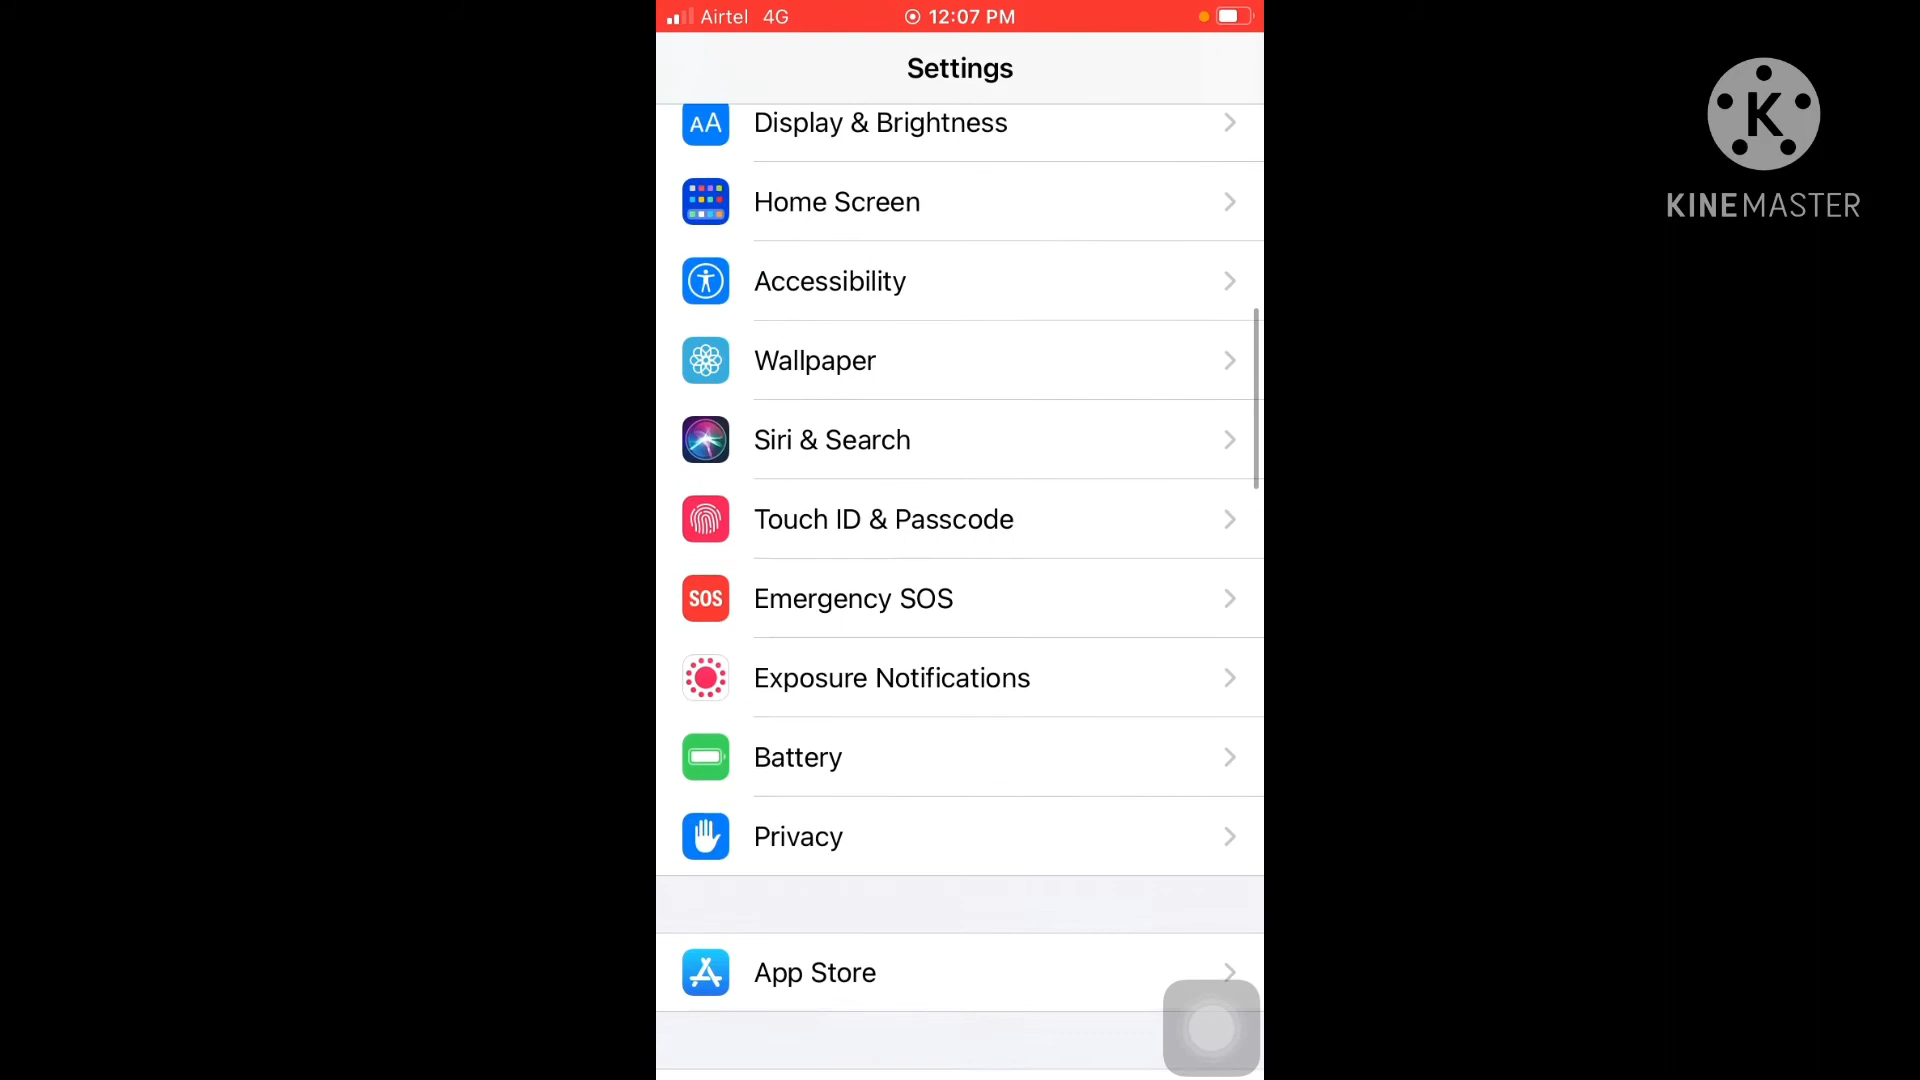 Airtel 4G 12:07 PM
Settings
AA Display & Brightness
Home Screen
Accessibility
Wallpaper
Siri & Search
Touch ID & Passcode
SOS Emergency SOS
Exposure Notifications
Battery
Privacy
App Store
K
KINEMASTER